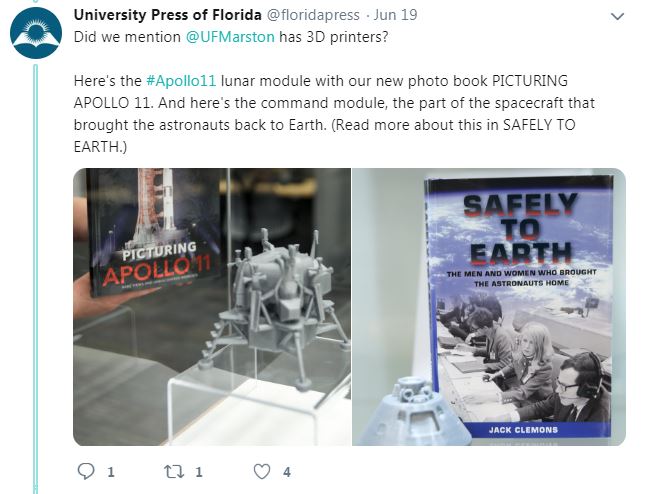 University Press of Florida @floridapress · Jun 19
Did we mention @UFMarston has 3D printers?
Here's the #Apollo11 lunar module with our new photo book PICTURING
APOLLO 11. And here's the command module, the part of the spacecraft that
brought the astronauts back to Earth. (Read more about this in SAFELY TO
EARTH.)
PICTURING
APOLLO 11
SAFELY
TO
EARTH
THE MEN AND WOMEN WHO BROUGHT
THE ASTRONAUTS HOME
JACK CLEMONS
1
1
4